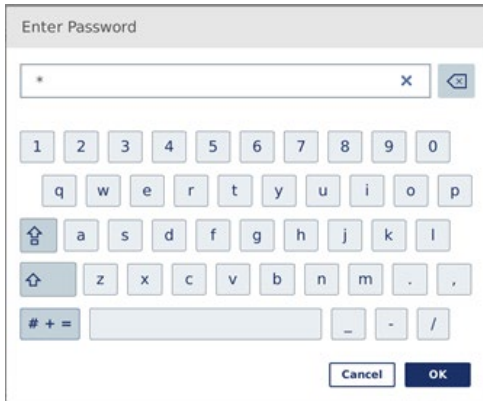 Enter Password
*
1 2 3 4 5 6 7 8 9 0
q w e r t y u i o p
a s d f g h j k l
z x c v b n m . ,
# + = _ - /
Cancel OK